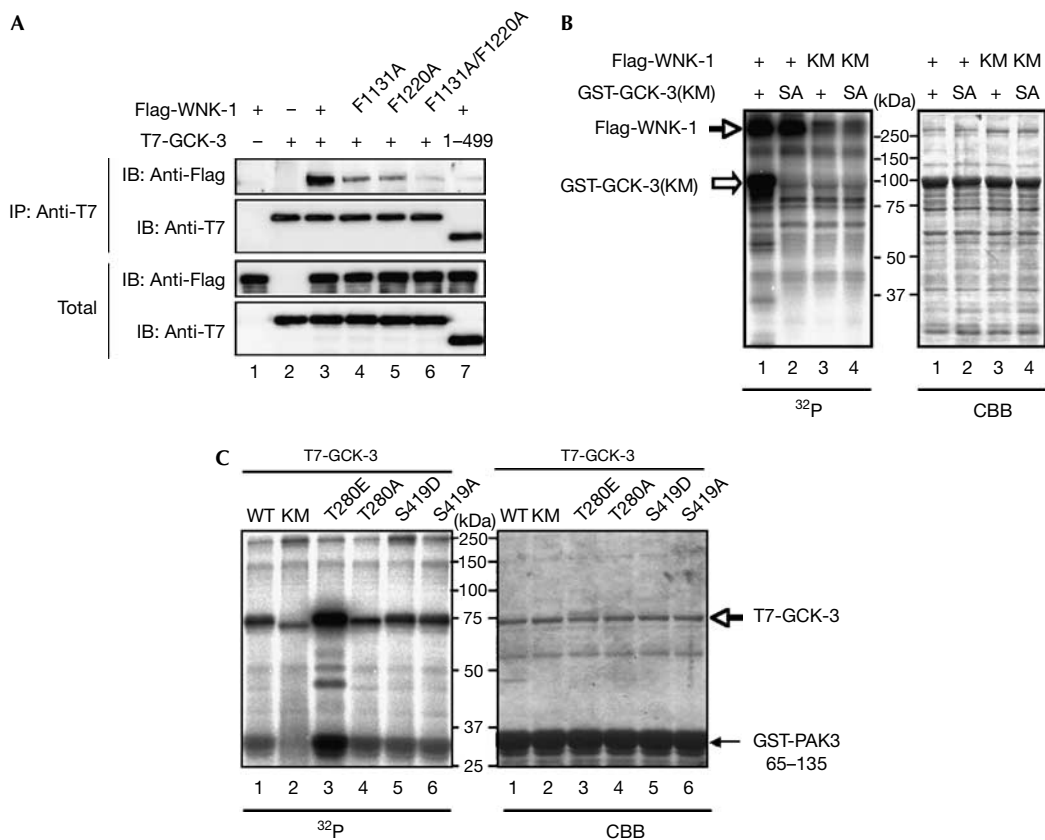 A
Flag-WNK-1 + – + F1131A F1220A F1131A/F1220A +
T7-GCK-3 – + + + + + 1–499
IP: Anti-T7
IB: Anti-Flag
IB: Anti-T7
Total
IB: Anti-Flag
IB: Anti-T7
1 2 3 4 5 6 7
B
Flag-WNK-1 + + KM KM + + KM KM
GST-GCK-3(KM) + SA + SA (kDa) + SA + SA
Flag-WNK-1
GST-GCK-3(KM)
250
150
100
75
50
37
1 2 3 4 1 2 3 4
32P CBB
C
T7-GCK-3 T7-GCK-3
WT KM T280E T280A S419D S419A (kDa) WT KM T280E T280A S419D S419A
250
150
100
75
50
37
25
T7-GCK-3
GST-PAK3
65–135
1 2 3 4 5 6 1 2 3 4 5 6
32P CBB